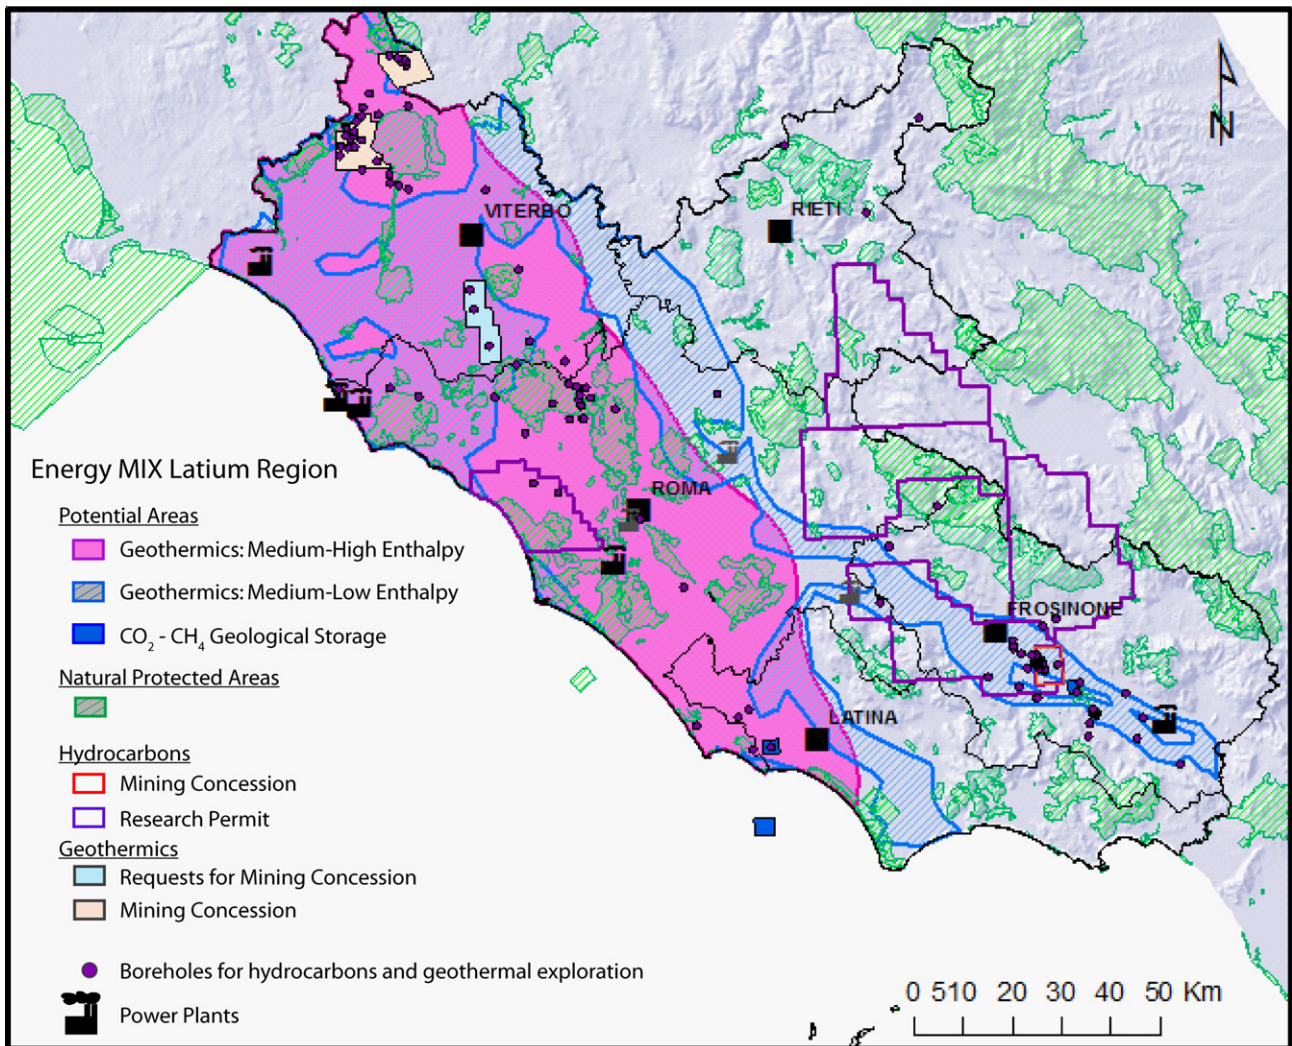 N
VITERBO
RIETI
ROMA
FROSINONE
LATINA
Energy MIX Latium Region
Potential Areas
Geothermics: Medium-High Enthalpy
Geothermics: Medium-Low Enthalpy
CO₂ - CH₄ Geological Storage
Natural Protected Areas
Hydrocarbons
Mining Concession
Research Permit
Geothermics
Requests for Mining Concession
Mining Concession
Boreholes for hydrocarbons and geothermal exploration
Power Plants
0 510 20 30 40 50 Km